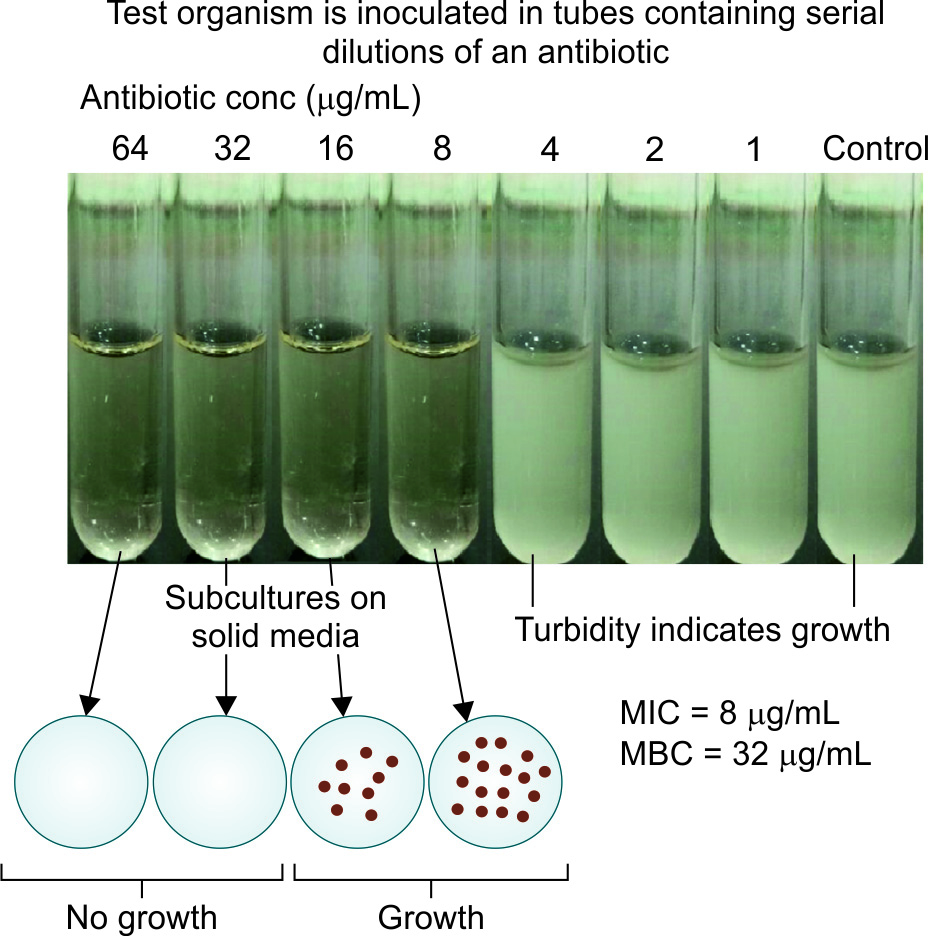 Test organism is inoculated in tubes containing serial
dilutions of an antibiotic
Antibiotic conc (μg/mL)
64 32 16 8 4 2 1 Control
Subcultures on
solid media
Turbidity indicates growth
MIC = 8 μg/mL
MBC = 32 μg/mL
No growth Growth